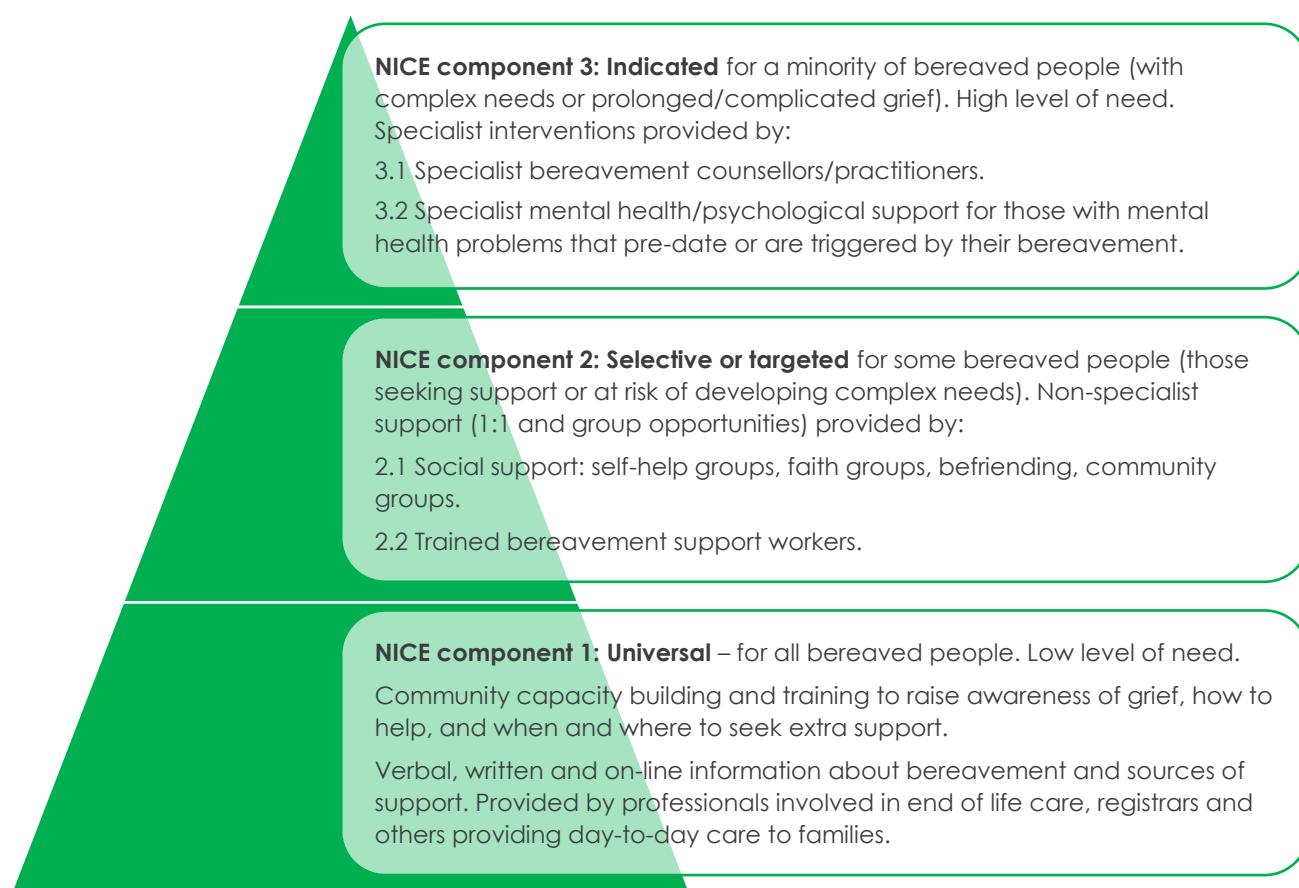 NICE component 3: Indicated for a minority of bereaved people (with
complex needs or prolonged/complicated grief). High level of need.
Specialist interventions provided by:
3.1 Specialist bereavement counsellors/practitioners.
3.2 Specialist mental health/psychological support for those with mental
health problems that pre-date or are triggered by their bereavement.
NICE component 2: Selective or targeted for some bereaved people (those
seeking support or at risk of developing complex needs). Non-specialist
support (1:1 and group opportunities) provided by:
2.1 Social support: self-help groups, faith groups, befriending, community
groups.
2.2 Trained bereavement support workers.
NICE component 1: Universal – for all bereaved people. Low level of need.
Community capacity building and training to raise awareness of grief, how to
help, and when and where to seek extra support.
Verbal, written and on-line information about bereavement and sources of
support. Provided by professionals involved in end of life care, registrars and
others providing day-to-day care to families.